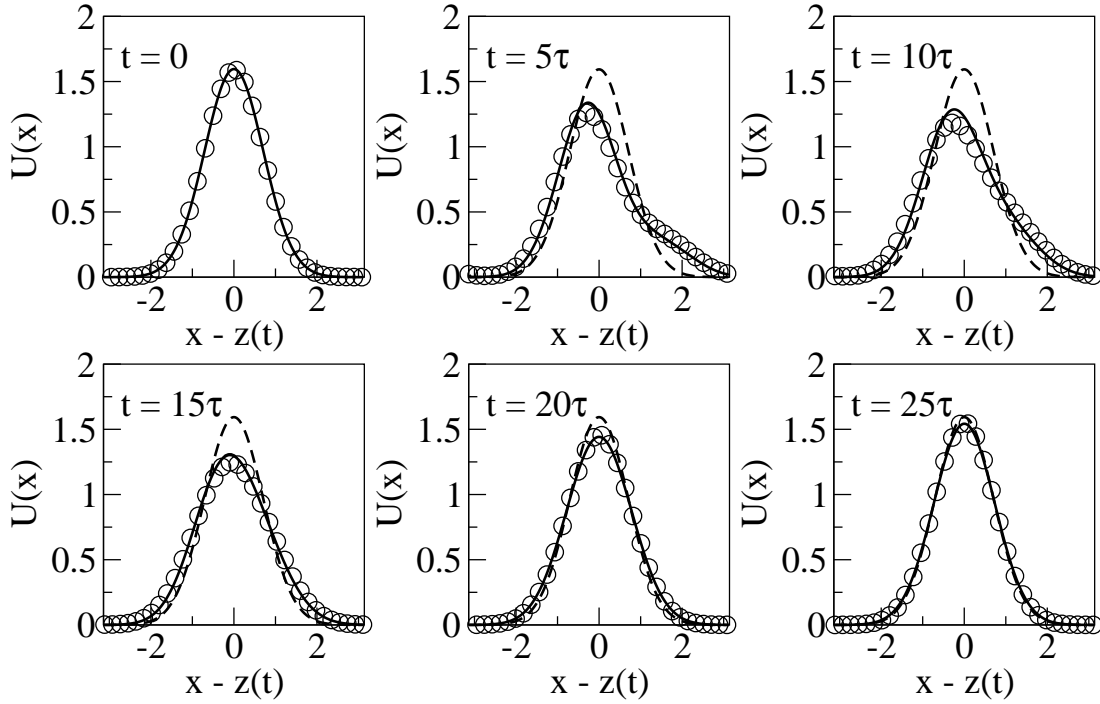 2
t = 0
1.5
1
0.5
0
-2 0 2
U(x)
x - z(t)
2
t = 5τ
1.5
1
0.5
0
-2 0 2
U(x)
x - z(t)
2
t = 10τ
1.5
1
0.5
0
-2 0 2
U(x)
x - z(t)
2
t = 15τ
1.5
1
0.5
0
-2 0 2
U(x)
x - z(t)
2
t = 20τ
1.5
1
0.5
0
-2 0 2
U(x)
x - z(t)
2
t = 25τ
1.5
1
0.5
0
-2 0 2
U(x)
x - z(t)